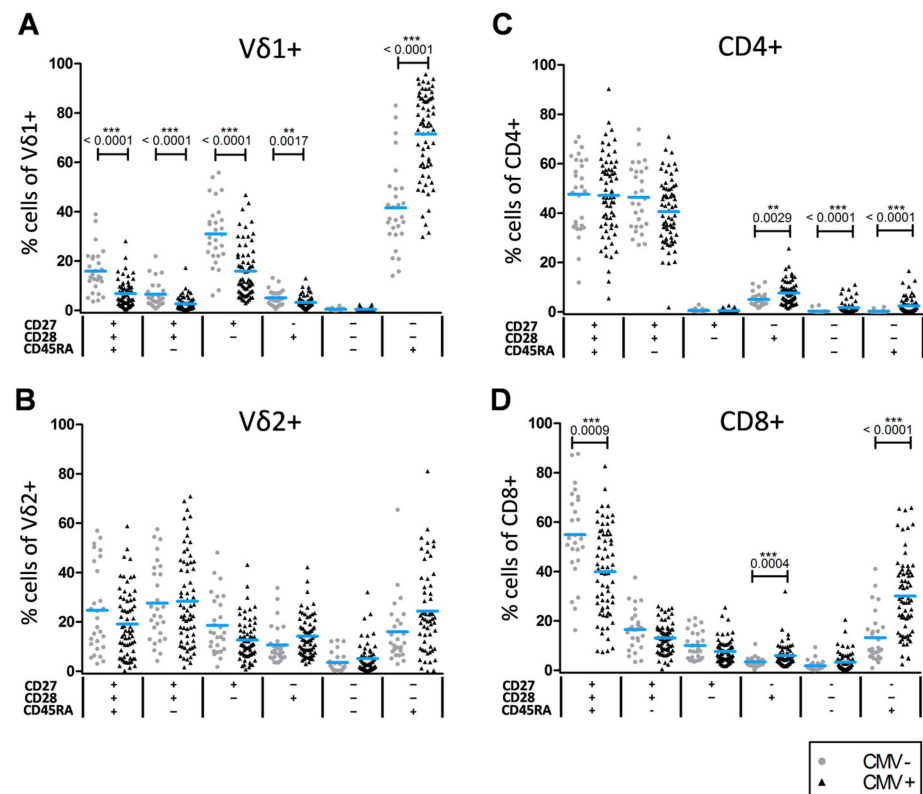 A
Vδ1+
% cells of Vδ1+
100
80
60
40
20
0
***
< 0.0001
***
< 0.0001
***
< 0.0001
**
0.0017
***
< 0.0001
CD27 + + + - – –
CD28 + + – + – –
CD45RA + – – +
C
CD4+
% cells of CD4+
100
80
60
40
20
0
**
0.0029
***
< 0.0001
***
< 0.0001
CD27 + + + - – –
CD28 + + – + – –
CD45RA + – – +
B
Vδ2+
% cells of Vδ2+
100
80
60
40
20
0
CD27 + + + – – –
CD28 + + – + – –
CD45RA + – – +
D
CD8+
% cells of CD8+
100
80
60
40
20
0
***
0.0009
***
0.0004
***
< 0.0001
CD27 + + + - - -
CD28 + + – + – –
CD45RA + - - +
CMV-
CMV+